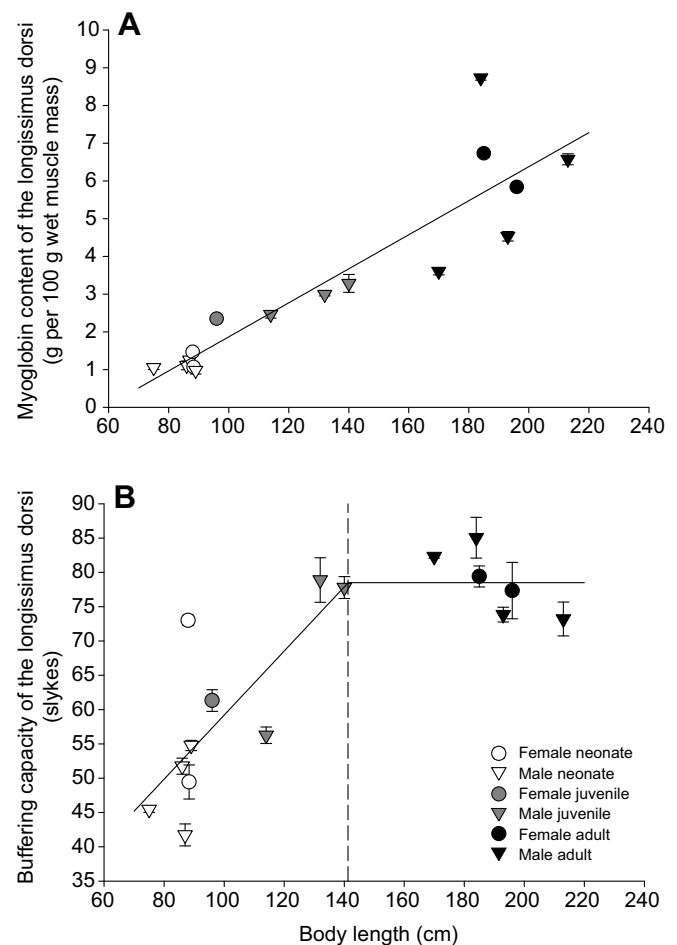 A
Myoglobin content of the longissimus dorsi
(g per 100 g wet muscle mass)
10
9
8
7
6
5
4
3
2
1
0
60 80 100 120 140 160 180 200 220 240
B
Buffering capacity of the longissimus dorsi
(slykes)
90
85
80
75
70
65
60
55
50
45
40
35
Female neonate
Male neonate
Female juvenile
Male juvenile
Female adult
Male adult
60 80 100 120 140 160 180 200 220 240
Body length (cm)